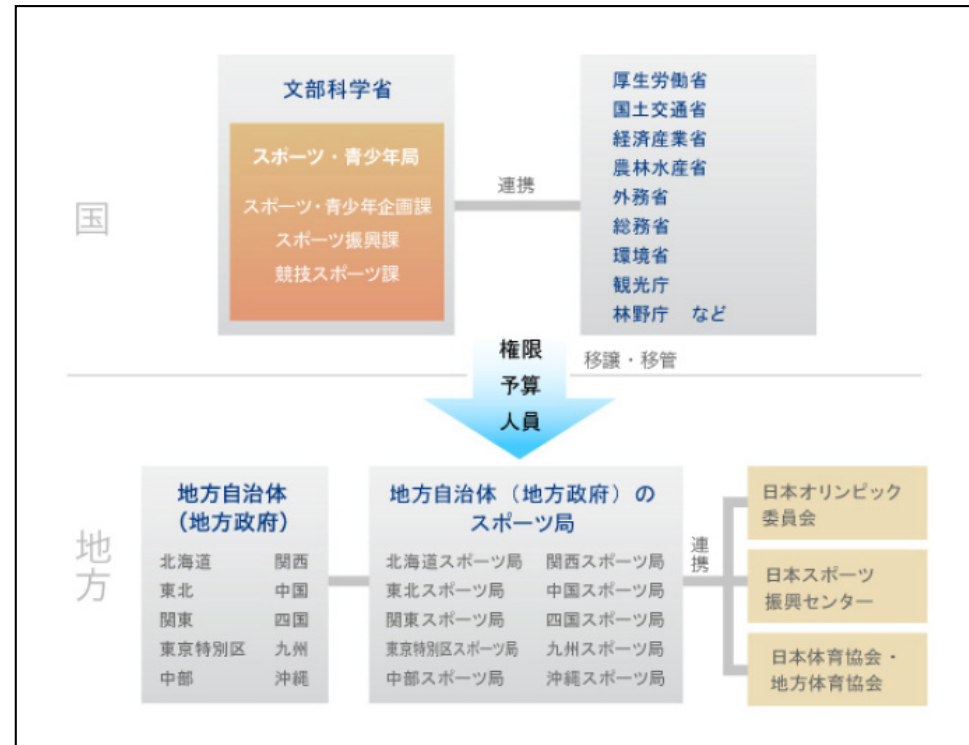 国
文部科学省
スポーツ・青少年局
スポーツ・青少年企画課
スポーツ振興課
競技スポーツ課
連携
厚生労働省
国土交通省
経済産業省
農林水産省
外務省
総務省
環境省
観光庁
林野庁 など
権限
予算
人員
移譲・移管
地方
地方自治体
(地方政府)
北海道 関西
東北 中国
関東 四国
東京特別区 九州
中部 沖縄
地方自治体（地方政府）の
スポーツ局
北海道スポーツ局 関西スポーツ局
東北スポーツ局 中国スポーツ局
関東スポーツ局 四国スポーツ局
東京特別区スポーツ局 九州スポーツ局
中部スポーツ局 沖縄スポーツ局
連携
日本オリンピック
委員会
日本スポーツ
振興センター
日本体育協会・
地方体育協会